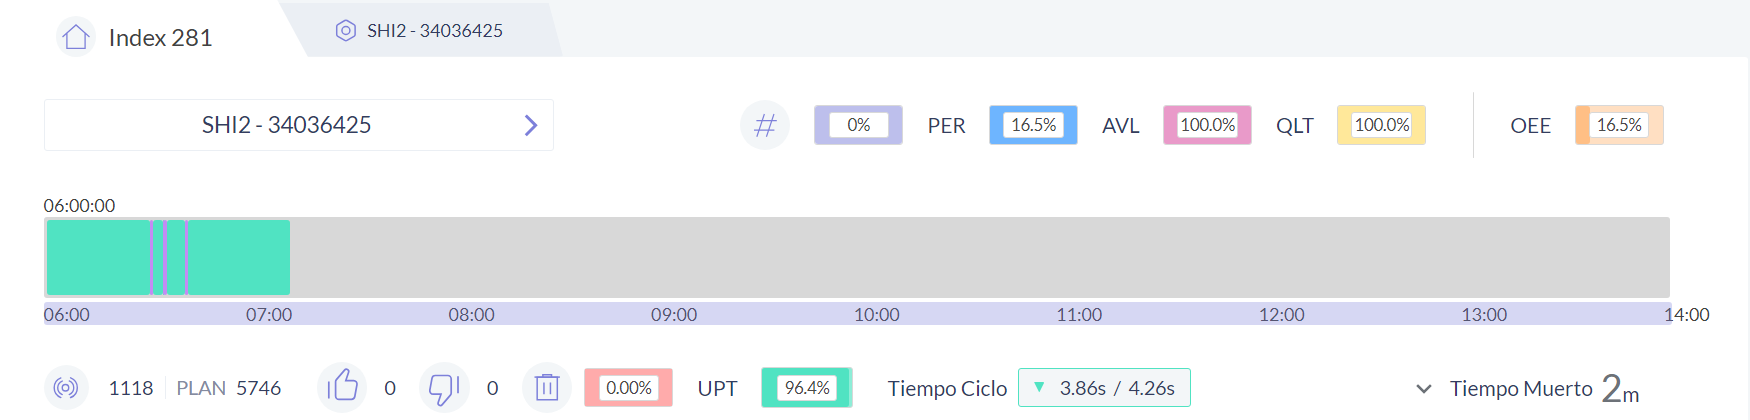 Index 281
SHI2 - 34036425
SHI2 - 34036425
# 0% PER 16.5% AVL 100.0% QLT 100.0% OEE 16.5%
06:00:00
06:00 07:00 08:00 09:00 10:00 11:00 12:00 13:00 14:00
1118 PLAN 5746 0 0 0.00% UPT 96.4% Tiempo Ciclo ▼ 3.86s / 4.26s Tiempo Muerto 2m